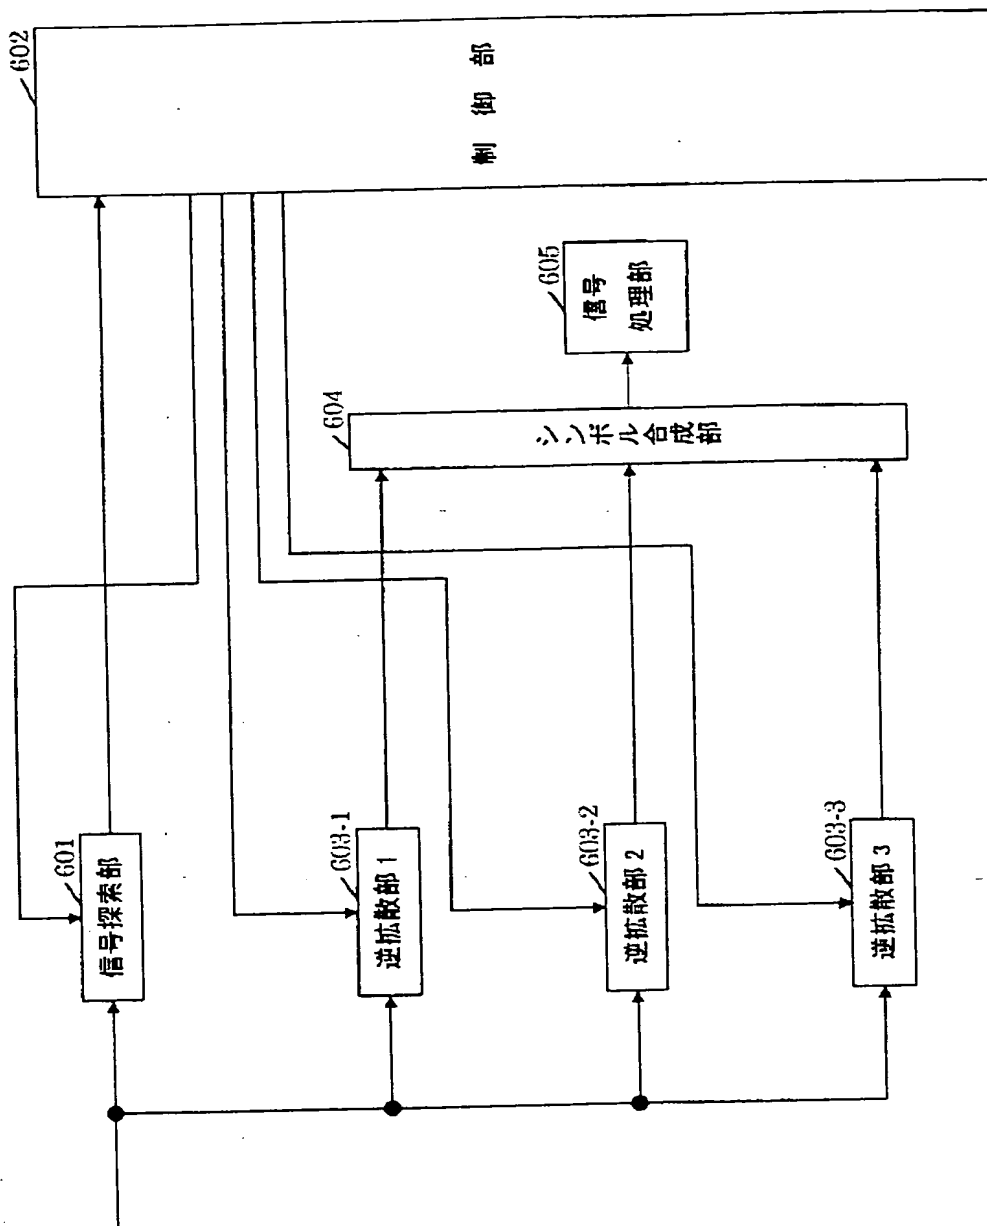 602
制御部
601
信号探索部
603-1
逆拡散部1
603-2
逆拡散部2
603-3
逆拡散部3
604
シンボル合成部
605
信号
処理部